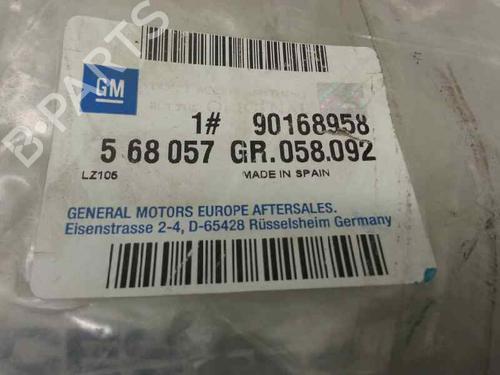 B-PARTS
GM
1# 90168958
5 68 057 GR.058.092
LZ105 MADE IN SPAIN
GENERAL MOTORS EUROPE AFTERSALES.
Eisenstrasse 2-4, D-65428 Rüsselsheim Germany